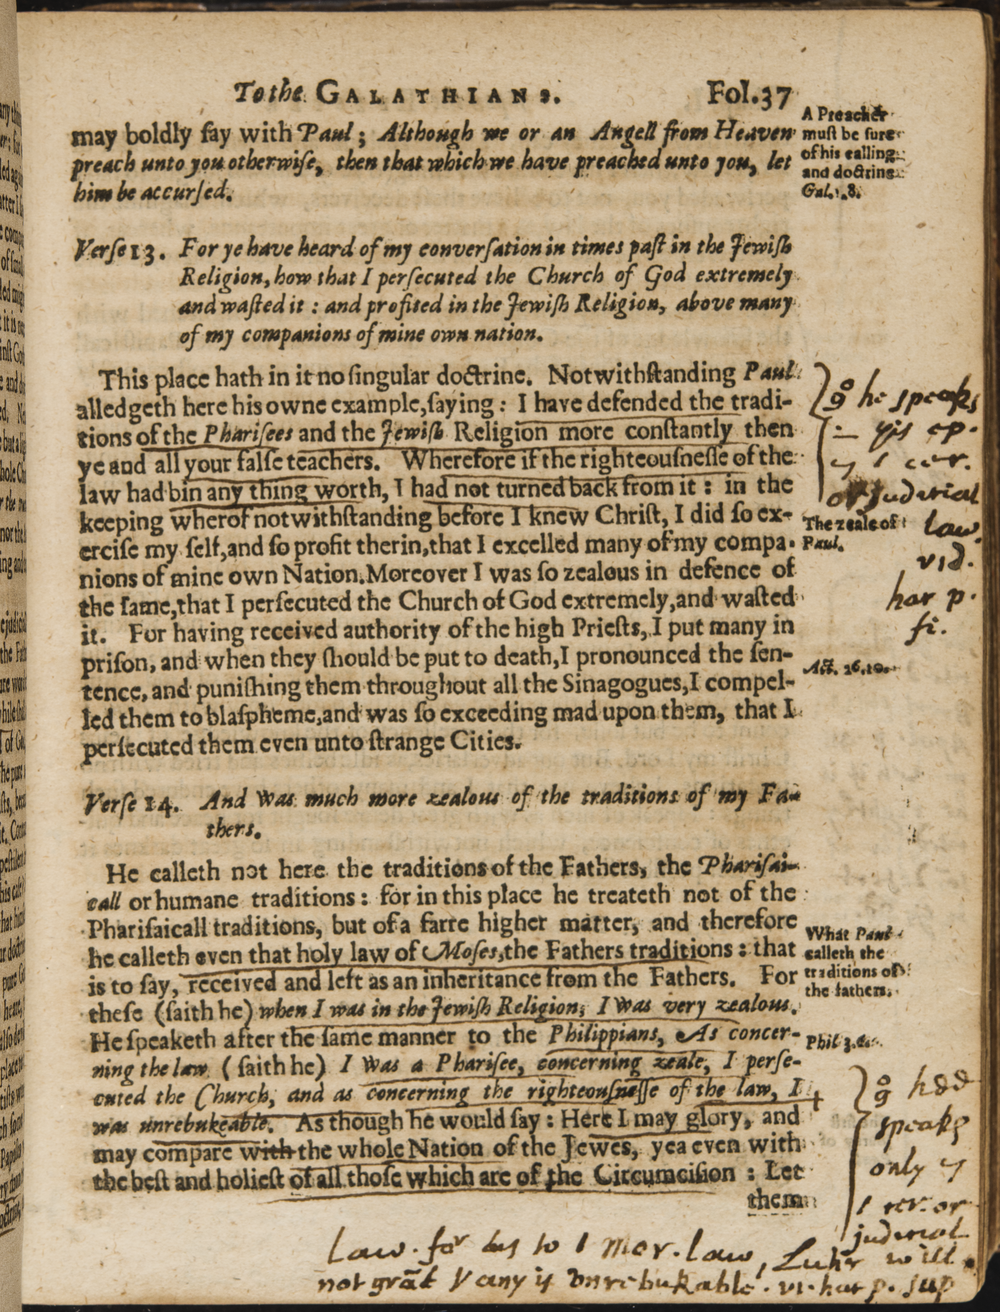 To the GALATHIANS. Fol. 37
may boldly ſay with Paul; Although we or an Angell from Heaven
preach unto you otherwiſe, then that which we have preached unto you, let
him be accurſed.
A Preacher
muſt be ſure
of his calling
and doctrine
Gal. 1. 8.
Verſe 13. For ye have heard of my converſation in times paſt in the Jewiſh
Religion, how that I perſecuted the Church of God extremely
and waſted it: and profited in the Jewiſh Religion, above many
of my companions of mine own nation.
This place hath in it no ſingular doctrine. Notwithſtanding Paul
alledgeth here his owne example, ſaying: I have defended the tradi-
tions of the Phariſees and the Jewiſh Religion more conſtantly then
ye and all your falſe teachers. Wherefore if the righteouſneſſe of the
law had bin any thing worth, I had not turned back from it: in the
keeping wherof notwithſtanding before I knew Chriſt, I did ſo ex-
erciſe my ſelf, and ſo profit therin, that I excelled many of my compa-
nions of mine own Nation. Moreover I was ſo zealous in defence of
the ſame, that I perſecuted the Church of God extremely, and waſted
it. For having received authority of the high Prieſts, I put many in
priſon, and when they ſhould be put to death, I pronounced the ſen-
tence, and puniſhing them throughout all the Sinagogues, I compel-
led them to blaſpheme, and was ſo exceeding mad upon them, that I
perſecuted them even unto ſtrange Cities.
he speaks
judicial
law.
vid.
har p.
The zeale of
Paul.
Act. 26. 10.
Verſe 14. And was much more zealous of the traditions of my Fa-
thers.
He calleth not here the traditions of the Fathers, the Phariſai-
call or humane traditions: for in this place he treateth not of the
Phariſaicall traditions, but of a farre higher matter, and therefore
he calleth even that holy law of Moſes, the Fathers traditions: that
is to ſay, received and left as an inheritance from the Fathers. For
theſe (ſaith he) when I was in the Jewiſh Religion, I was very zealous.
He ſpeaketh after the ſame manner to the Philippians, As concer-
ning the law (ſaith he) I was a Phariſee, concerning zeale, I perſe-
cuted the Church, and as concerning the righteouſneſſe of the law, I
was unrebukeable. As though he would ſay: Here I may glory, and
may compare with the whole Nation of the Jewes, yea even with
the beſt and holieſt of all thoſe which are of the Circumciſion: Let
them
What Paul
calleth the
traditions of
the fathers.
Phil 3. 6.
speaks
only
judicial
law. for as to mor. law, Luther will
not grāt any is unrebukable. har p. sup